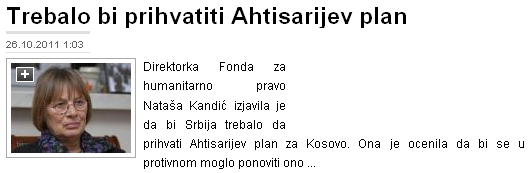 Trebalo bi prihvatiti Ahtisarijev plan
26.10.2011 1:03
Direktorka Fonda za
humanitarno pravo
Nataša Kandić izjavila je
da bi Srbija trebalo da
prihvati Ahtisarijev plan za Kosovo. Ona je ocenila da bi se u
protivnom moglo ponoviti ono ...